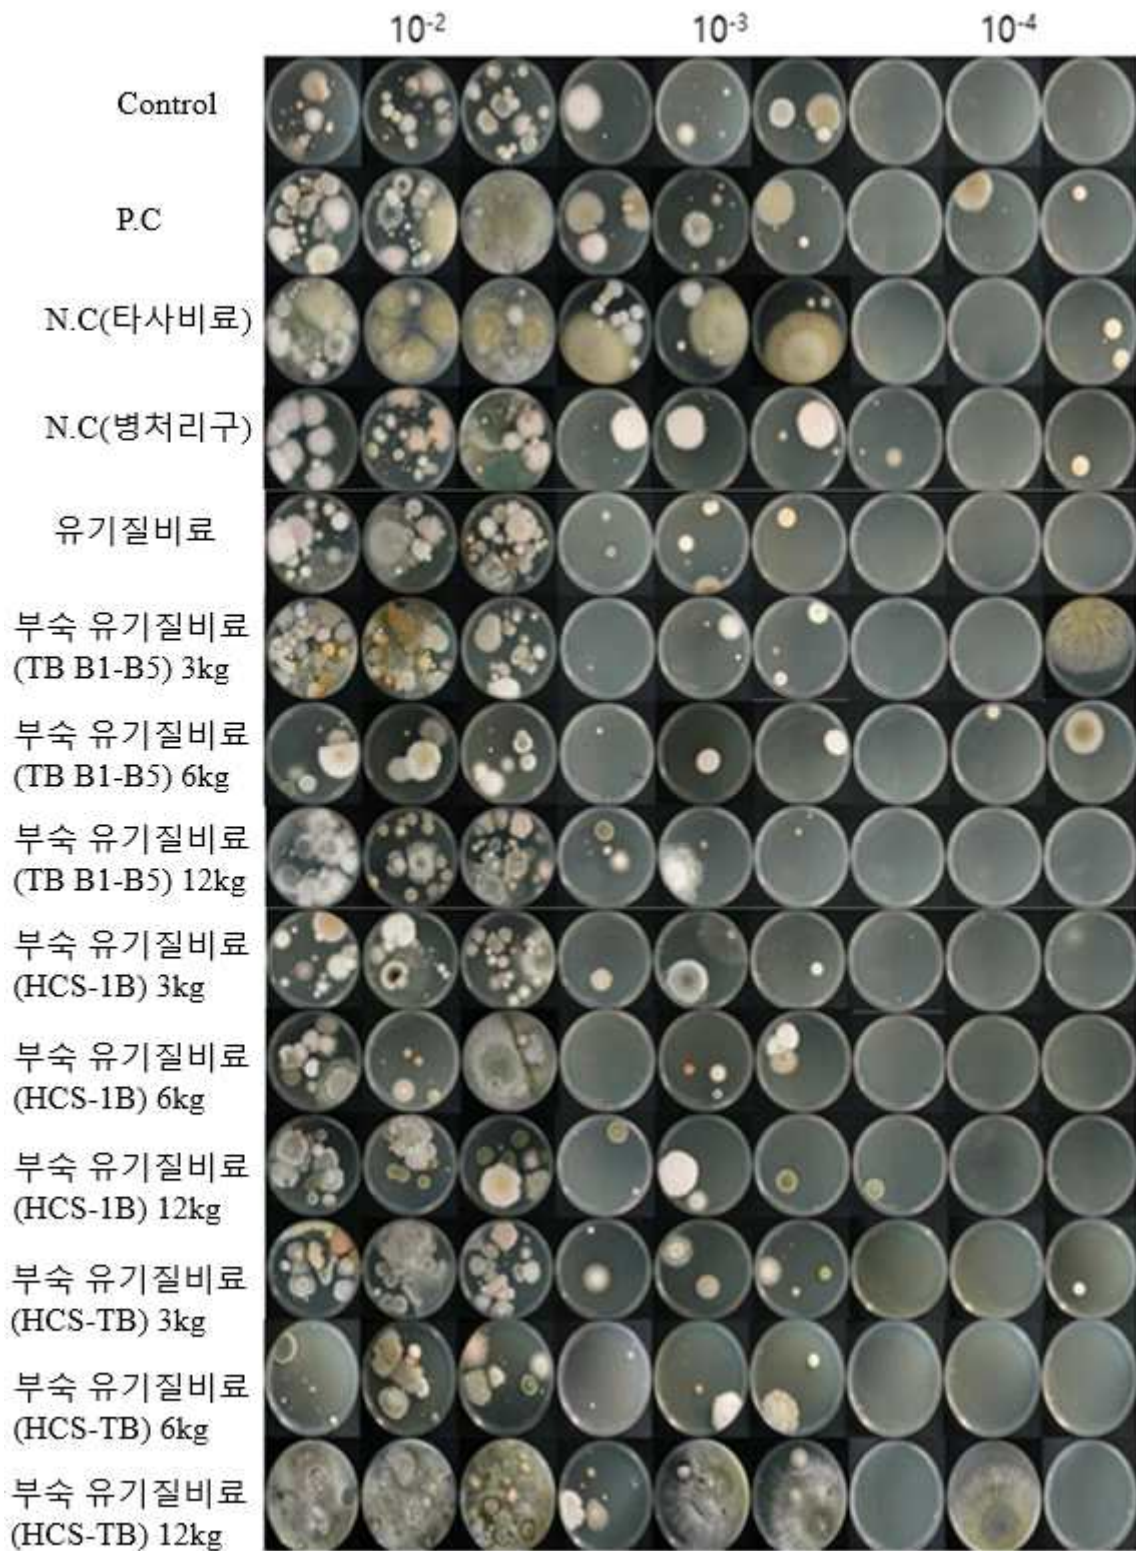 10⁻² 10⁻³ 10⁻⁴
Control
P.C
N.C(타사비료)
N.C(병처리구)
유기질비료
부숙 유기질비료
(TB B1-B5) 3kg
부숙 유기질비료
(TB B1-B5) 6kg
부숙 유기질비료
(TB B1-B5) 12kg
부숙 유기질비료
(HCS-1B) 3kg
부숙 유기질비료
(HCS-1B) 6kg
부숙 유기질비료
(HCS-1B) 12kg
부숙 유기질비료
(HCS-TB) 3kg
부숙 유기질비료
(HCS-TB) 6kg
부숙 유기질비료
(HCS-TB) 12kg